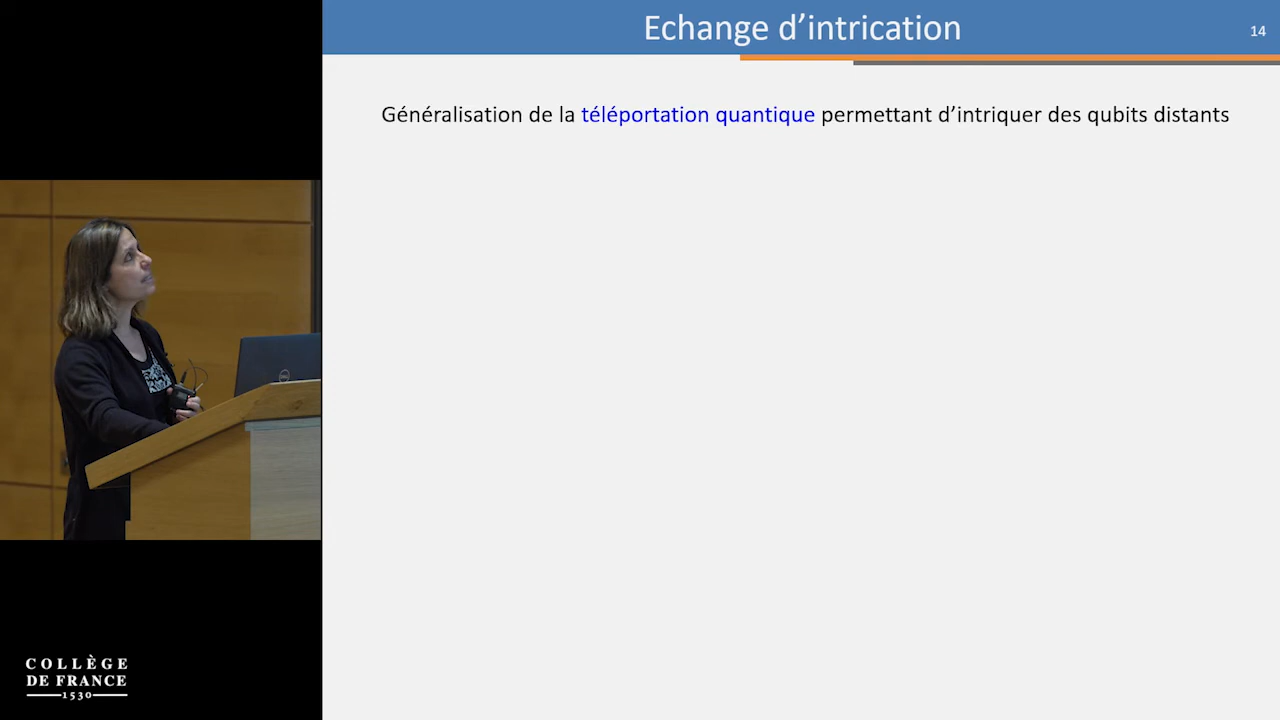 Echange d’intrication
14
Généralisation de la téléportation quantique permettant d’intriquer des qubits distants
COLLÈGE
DE FRANCE
1530